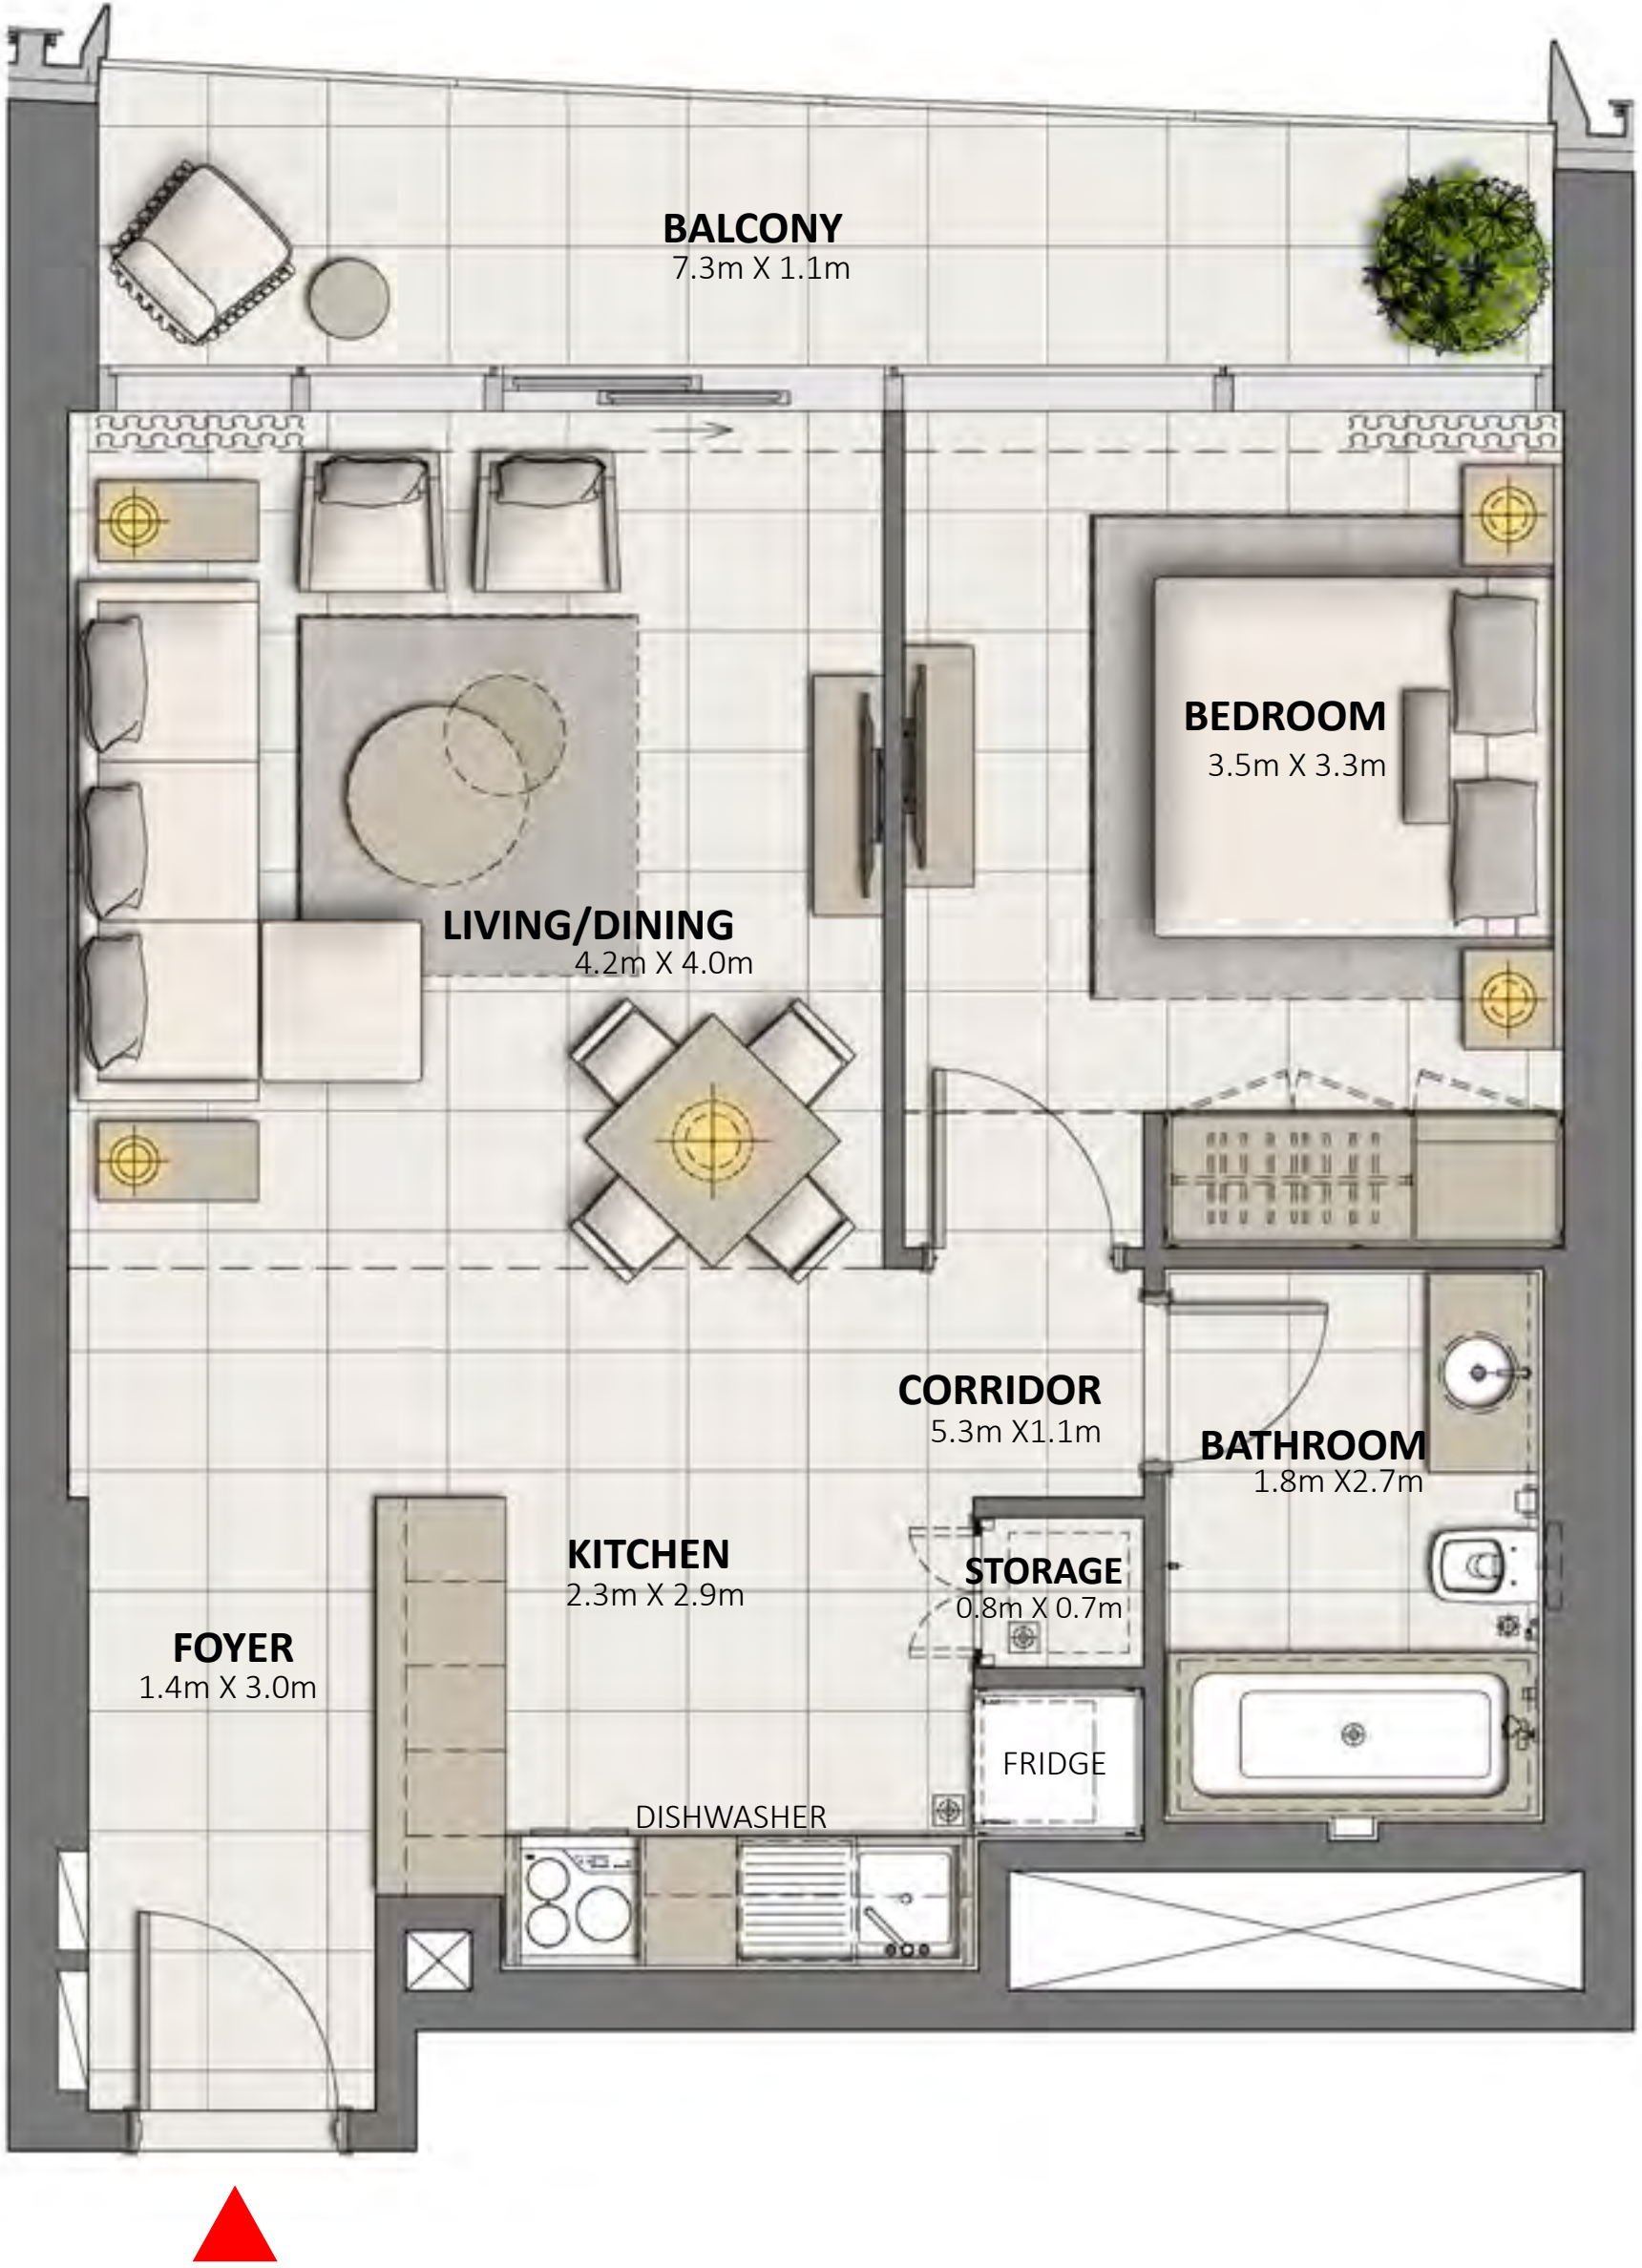 BALCONY
7.3m X 1.1m
BEDROOM
3.5m X 3.3m
LIVING/DINING
4.2m X 4.0m
CORRIDOR
5.3m X1.1m
BATHROOM
1.8m X2.7m
KITCHEN
2.3m X 2.9m
STORAGE
0.8m X 0.7m
FOYER
1.4m X 3.0m
FRIDGE
DISHWASHER